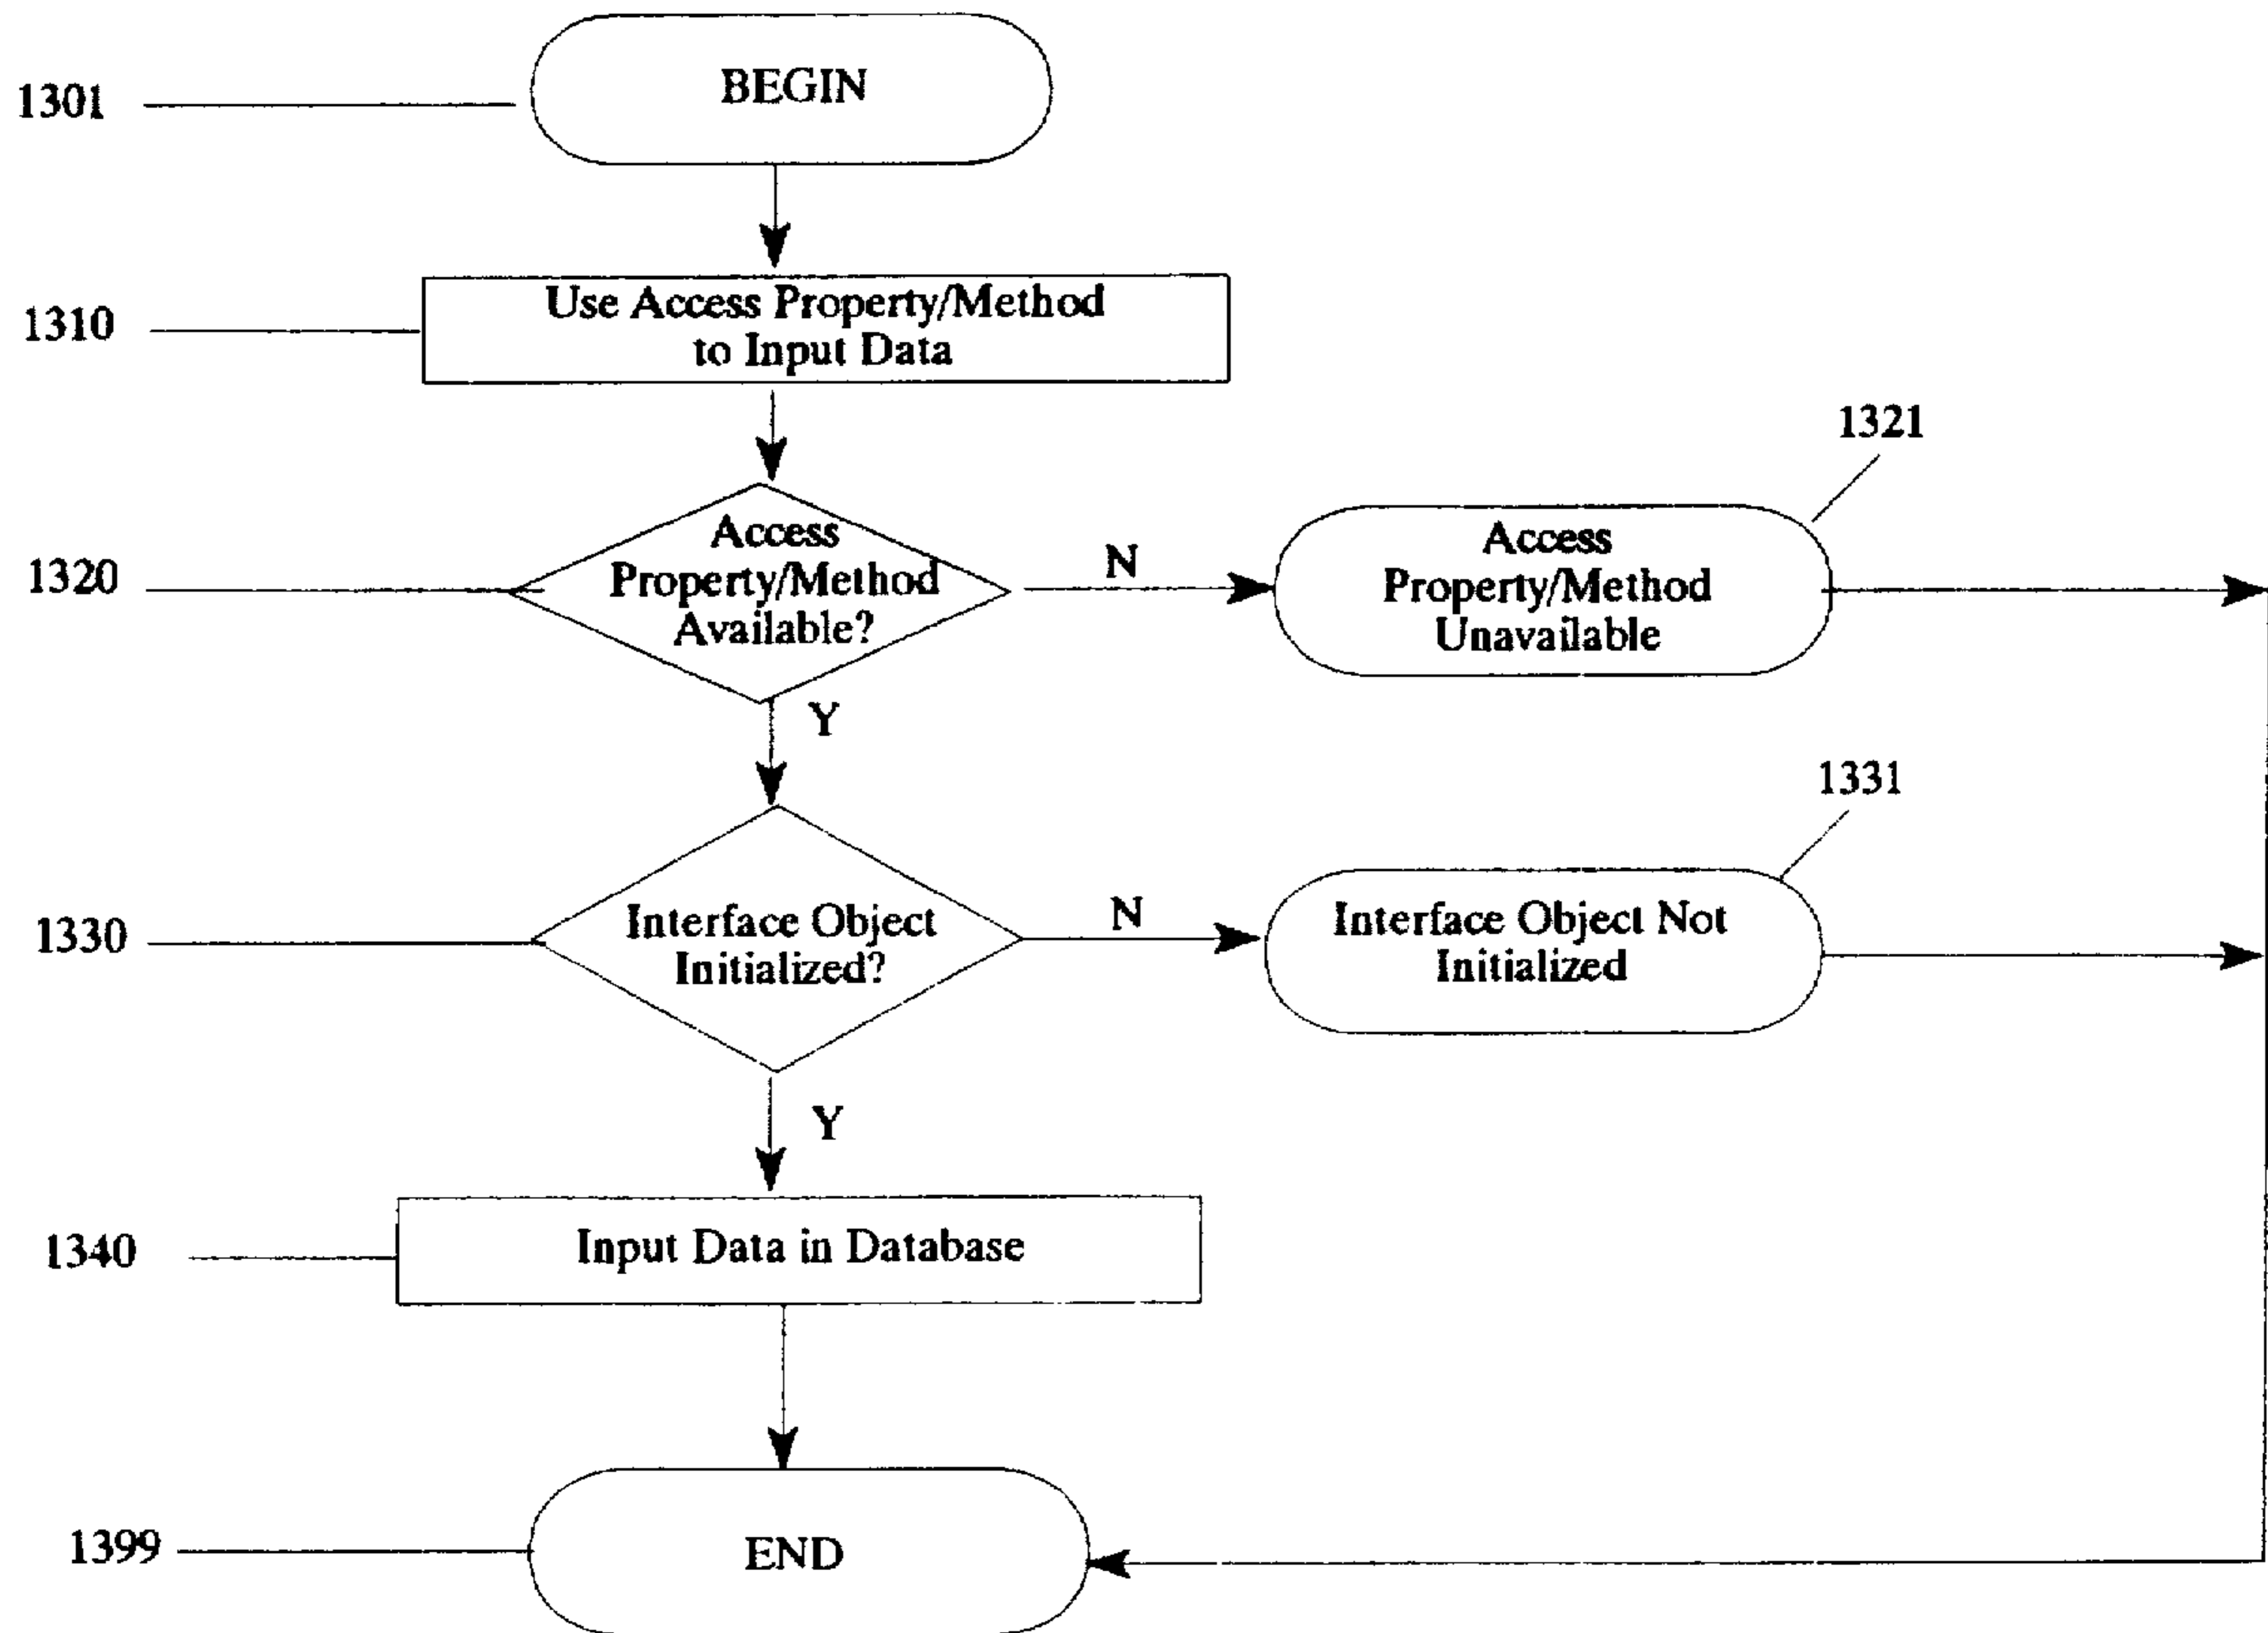 1301
BEGIN
1310
Use Access Property/Method
to Input Data
1321
1320
Access
Property/Method
Available?
N
Access
Property/Method
Unavailable
Y
1331
1330
Interface Object
Initialized?
N
Interface Object Not
Initialized
Y
1340
Input Data in Database
1399
END